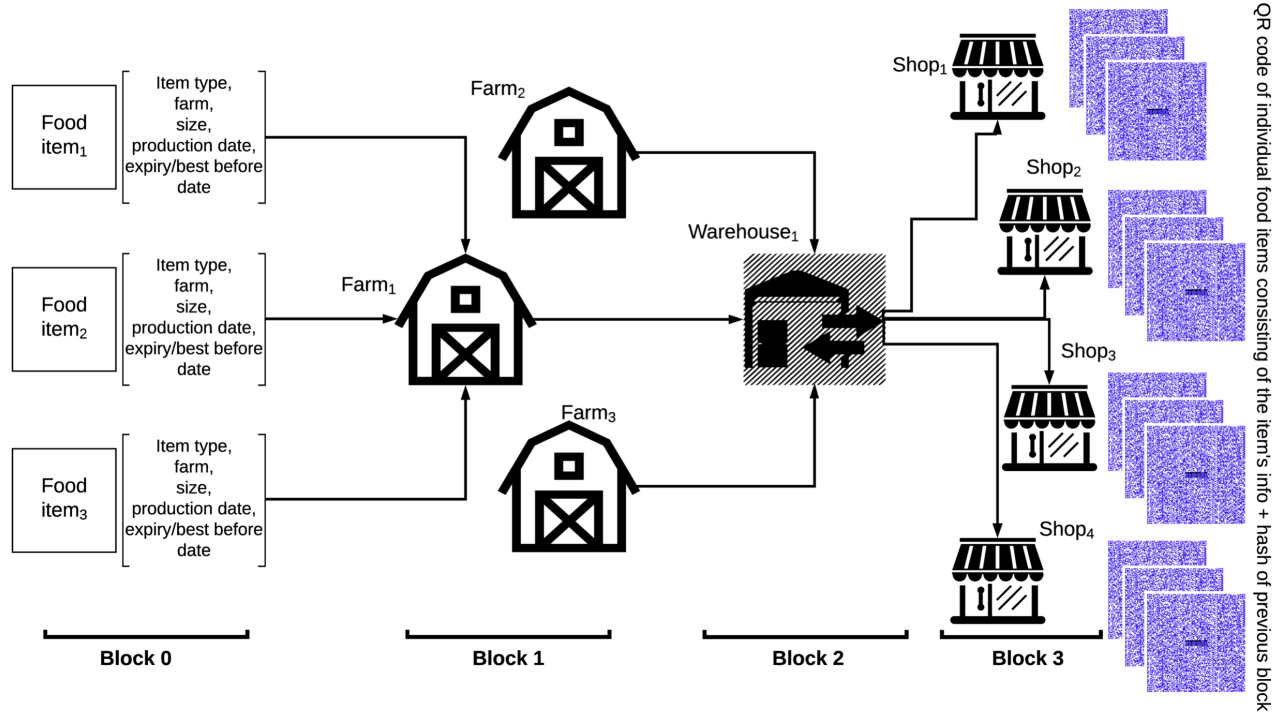 Food
item₁
Item type,
farm,
size,
production date,
expiry/best before
date
Food
item₂
Item type,
farm,
size,
production date,
expiry/best before
date
Food
item₃
Item type,
farm,
size,
production date,
expiry/best before
date
Farm₂
Farm₁
Farm₃
Warehouse₁
Shop₁
Shop₂
Shop₃
Shop₄
QR code of individual food items consisting of the item's info + hash of previous block
Block 0
Block 1
Block 2
Block 3